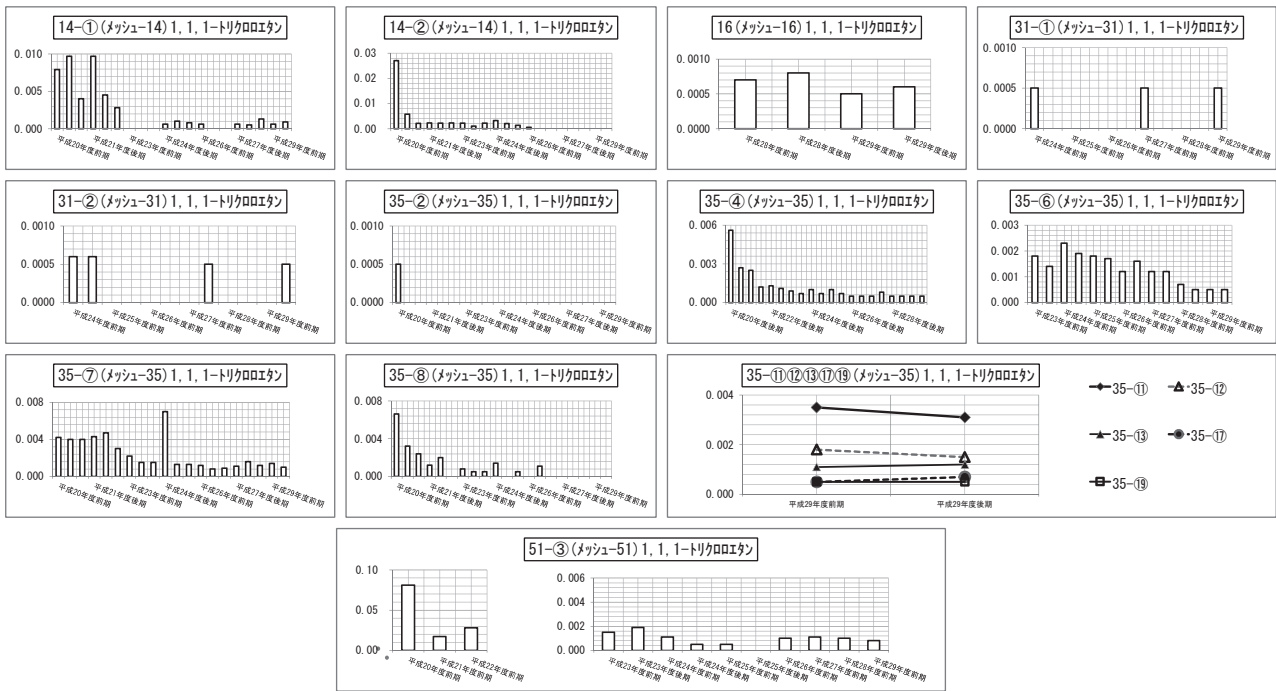 14-①(ﾒｯｼｭ-14)1,1,1-ﾄﾘｸﾛﾛｴﾀﾝ
0.010
0.005
0.000
平成20年度前期
平成21年度後期
平成23年度前期
平成24年度後期
平成26年度前期
平成27年度後期
平成29年度前期
14-②(ﾒｯｼｭ-14)1,1,1-ﾄﾘｸﾛﾛｴﾀﾝ
0.03
0.02
0.01
0.00
平成20年度前期
平成21年度後期
平成23年度前期
平成24年度後期
平成26年度前期
平成27年度後期
平成29年度前期
16(ﾒｯｼｭ-16)1,1,1-ﾄﾘｸﾛﾛｴﾀﾝ
0.0010
0.0005
0.0000
平成28年度前期
平成28年度後期
平成29年度前期
平成29年度後期
31-①(ﾒｯｼｭ-31)1,1,1-ﾄﾘｸﾛﾛｴﾀﾝ
0.0010
0.0005
0.0000
平成24年度前期
平成25年度前期
平成26年度前期
平成27年度前期
平成28年度前期
平成29年度前期
31-②(ﾒｯｼｭ-31)1,1,1-ﾄﾘｸﾛﾛｴﾀﾝ
0.0010
0.0005
0.0000
平成24年度前期
平成25年度前期
平成26年度前期
平成27年度前期
平成28年度前期
平成29年度前期
35-②(ﾒｯｼｭ-35)1,1,1-ﾄﾘｸﾛﾛｴﾀﾝ
0.0010
0.0005
0.0000
平成20年度前期
平成21年度後期
平成23年度前期
平成24年度後期
平成26年度前期
平成27年度後期
平成29年度前期
35-④(ﾒｯｼｭ-35)1,1,1-ﾄﾘｸﾛﾛｴﾀﾝ
0.006
0.003
0.000
平成20年度後期
平成22年度後期
平成24年度後期
平成26年度後期
平成28年度後期
35-⑥(ﾒｯｼｭ-35)1,1,1-ﾄﾘｸﾛﾛｴﾀﾝ
0.003
0.002
0.001
0.000
平成23年度前期
平成24年度前期
平成25年度前期
平成26年度前期
平成27年度前期
平成28年度前期
平成29年度前期
35-⑦(ﾒｯｼｭ-35)1,1,1-ﾄﾘｸﾛﾛｴﾀﾝ
0.008
0.004
0.000
平成20年度前期
平成21年度後期
平成23年度前期
平成24年度後期
平成26年度前期
平成27年度後期
平成29年度前期
35-⑧(ﾒｯｼｭ-35)1,1,1-ﾄﾘｸﾛﾛｴﾀﾝ
0.008
0.004
0.000
平成20年度前期
平成21年度後期
平成23年度前期
平成24年度後期
平成26年度前期
平成27年度後期
平成29年度前期
35-⑪⑫⑬⑰⑲(ﾒｯｼｭ-35)1,1,1-ﾄﾘｸﾛﾛｴﾀﾝ
0.004
0.002
0.000
平成29年度前期
平成29年度後期
35-⑪
35-⑫
35-⑬
35-⑰
35-⑲
51-③(ﾒｯｼｭ-51)1,1,1-ﾄﾘｸﾛﾛｴﾀﾝ
0.10
0.05
0.00
平成20年度前期
平成21年度前期
平成22年度前期
0.006
0.004
0.002
0.000
平成23年度前期
平成23年度後期
平成24年度前期
平成24年度後期
平成25年度前期
平成25年度後期
平成26年度前期
平成27年度前期
平成28年度前期
平成29年度前期